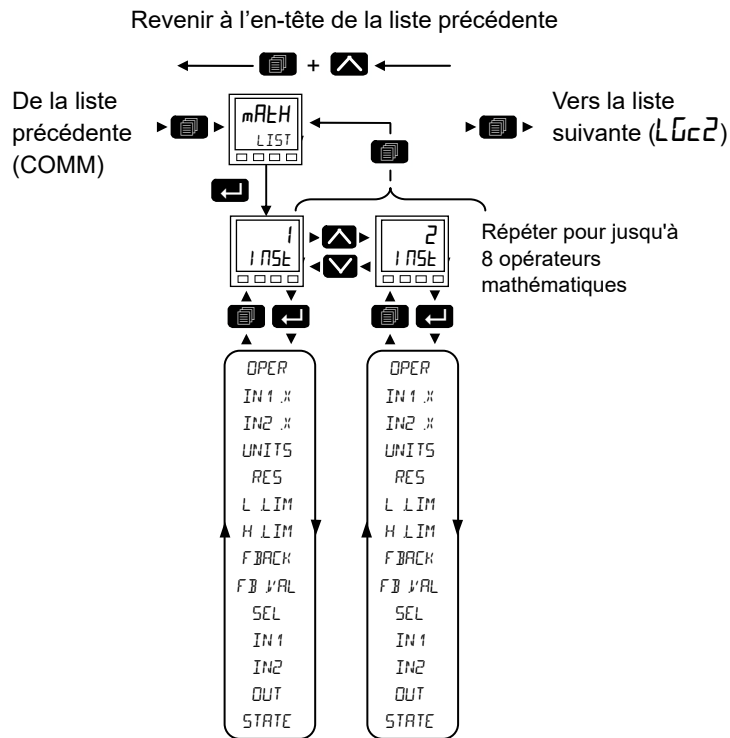 Revenir à l'en-tête de la liste précédente
+
De la liste
précédente
(COMM)
mAtH
LIST
Vers la liste
suivante (LGc2)
1
INSt
2
INSt
Répéter pour jusqu'à
8 opérateurs
mathématiques
OPER
IN1.X
IN2.X
UNITS
RES
L.LIM
H.LIM
F.BACK
FB.VAL
SEL
IN1
IN2
OUT
STATE
OPER
IN1.X
IN2.X
UNITS
RES
L.LIM
H.LIM
F.BACK
FB.VAL
SEL
IN1
IN2
OUT
STATE